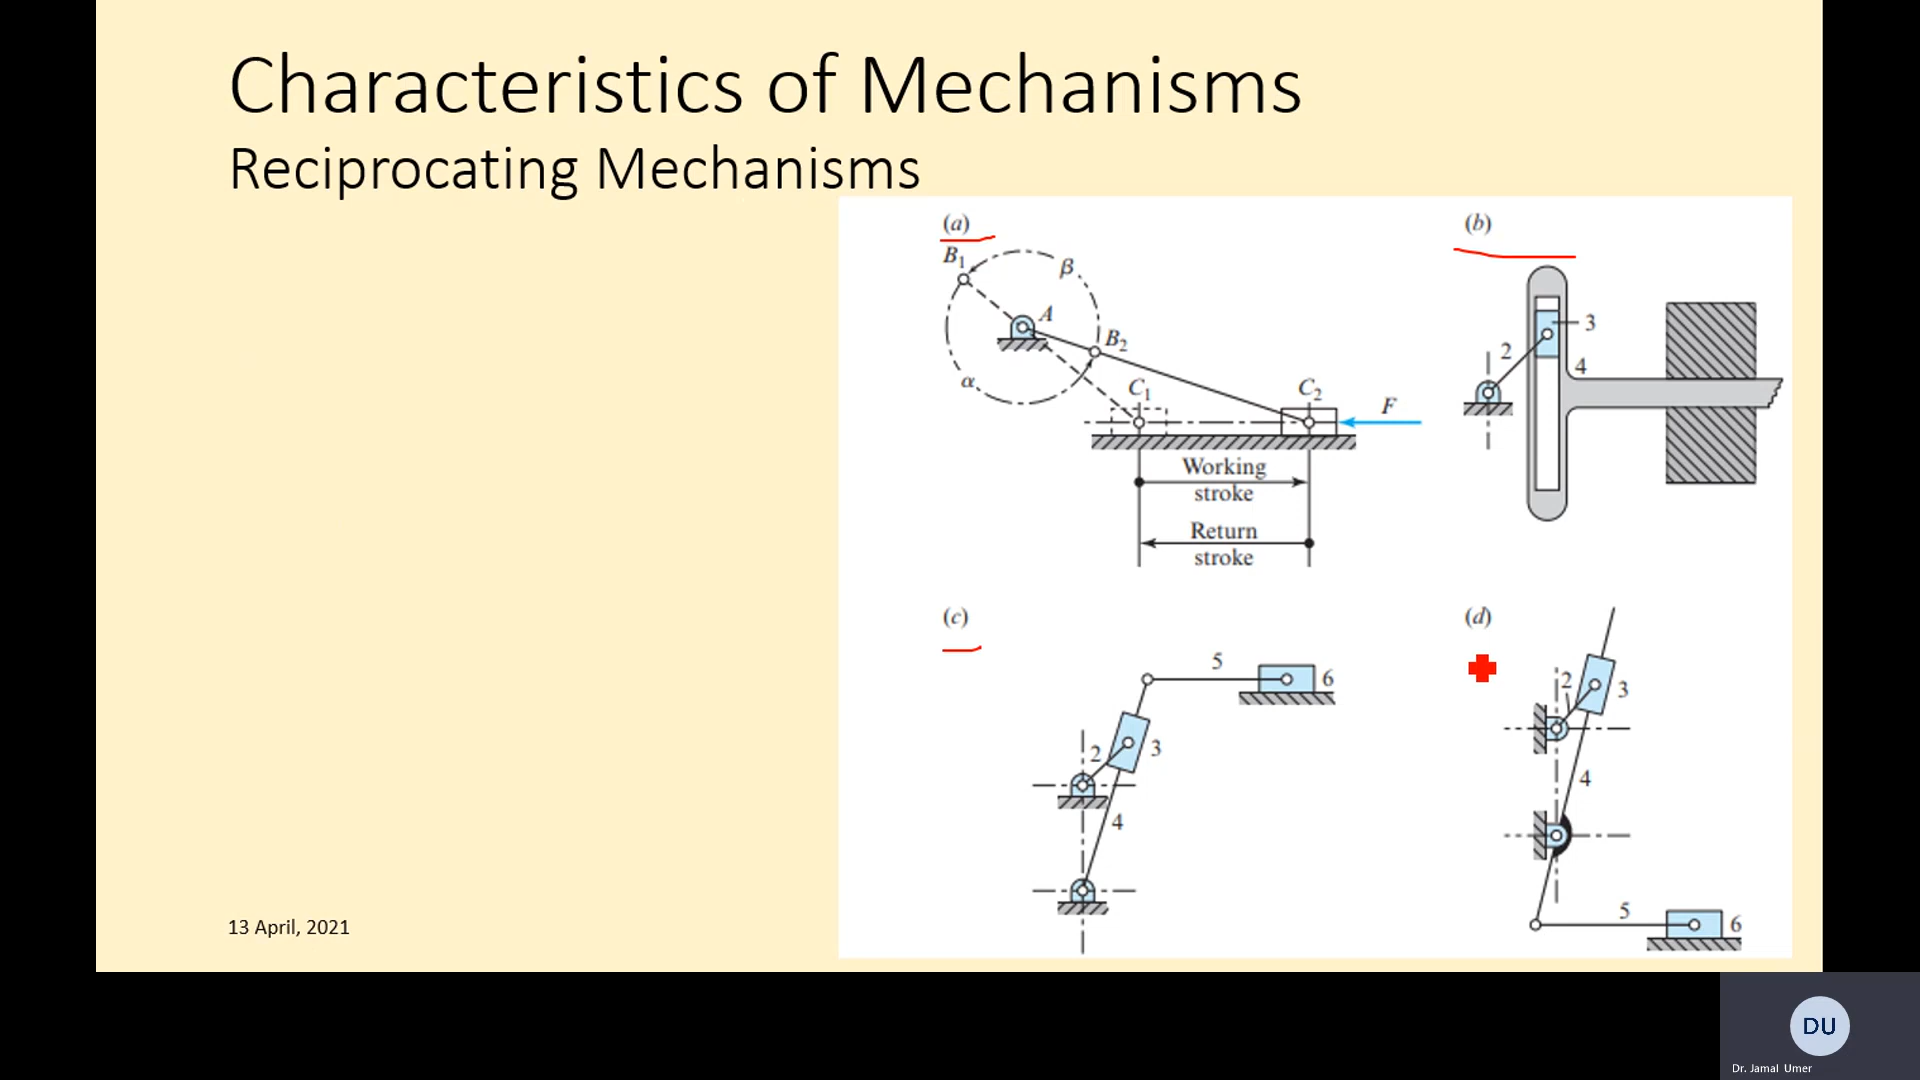 Characteristics of Mechanisms
Reciprocating Mechanisms
(a)
B1
β
A
B2
α
C1
C2
F
Working
stroke
Return
stroke
(b)
3
2
4
(c)
5
6
2
3
4
(d)
2
3
4
5
6
13 April, 2021
DU
Dr. Jamal Umer